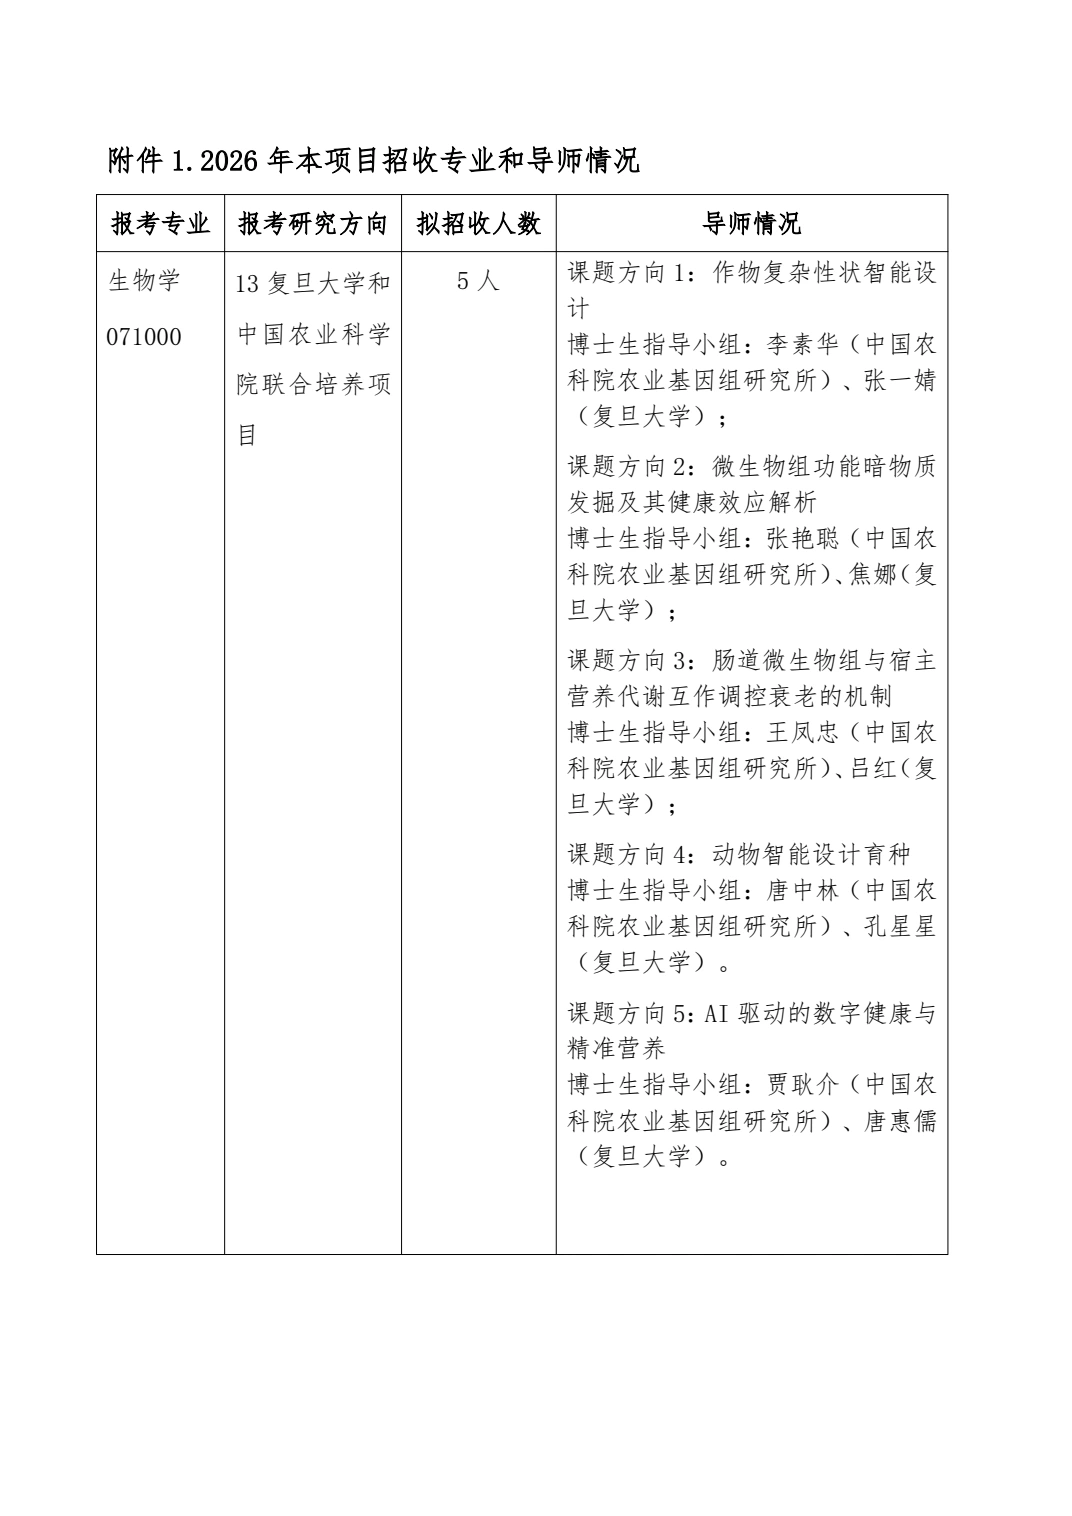 附件 1.2026 年本项目招收专业和导师情况
报考专业
报考研究方向
拟招收人数
导师情况
生物学
071000
13 复旦大学和
中国农业科学
院联合培养项
目
5 人
课题方向 1：作物复杂性状智能设
计
博士生指导小组：李素华（中国农
科院农业基因组研究所）、张一婧
（复旦大学）；
课题方向 2：微生物组功能暗物质
发掘及其健康效应解析
博士生指导小组：张艳聪（中国农
科院农业基因组研究所）、焦娜（复
旦大学）；
课题方向 3：肠道微生物组与宿主
营养代谢互作调控衰老的机制
博士生指导小组：王凤忠（中国农
科院农业基因组研究所）、吕红（复
旦大学）；
课题方向 4：动物智能设计育种
博士生指导小组：唐中林（中国农
科院农业基因组研究所）、孔星星
（复旦大学）。
课题方向 5：AI 驱动的数字健康与
精准营养
博士生指导小组：贾耿介（中国农
科院农业基因组研究所）、唐惠儒
（复旦大学）。